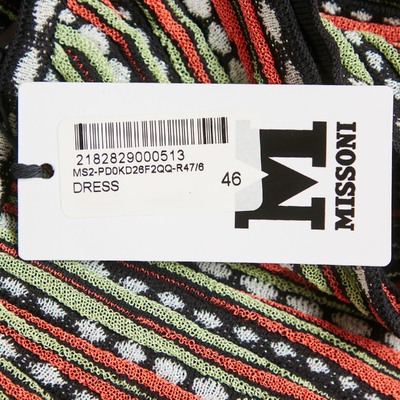 2182829000513
MS2-PD0KD26F2QQ-R47/6
DRESS 46
M
MISSONI